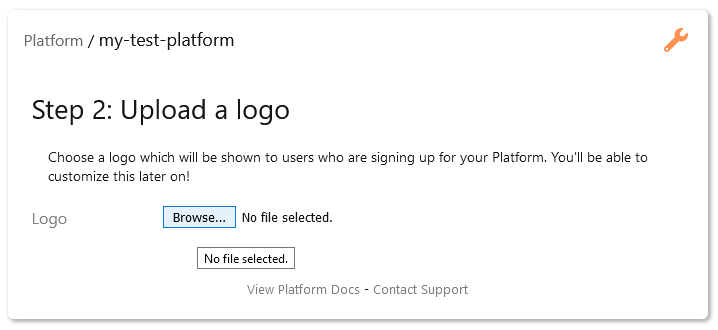 Platform / my-test-platform
Step 2: Upload a logo
Choose a logo which will be shown to users who are signing up for your Platform. You'll be able to
customize this later on!
Logo Browse... No file selected.
No file selected.
View Platform Docs - Contact Support